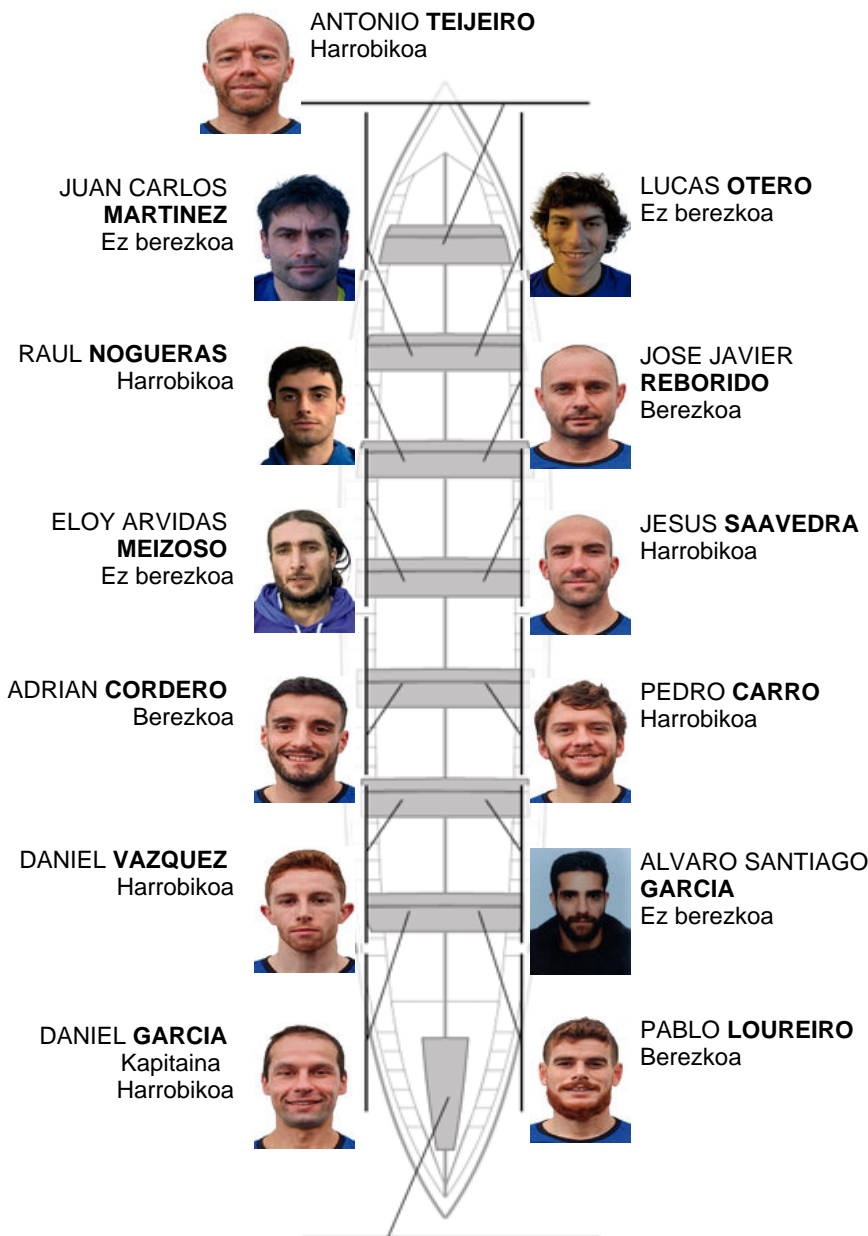 ANTONIO TEIJEIRO
Harrobikoa
JUAN CARLOS
MARTINEZ
Ez berezkoa
LUCAS OTERO
Ez berezkoa
RAUL NOGUERAS
Harrobikoa
JOSE JAVIER
REBORIDO
Berezkoa
ELOY ARVIDAS
MEIZOSO
Ez berezkoa
JESUS SAAVEDRA
Harrobikoa
ADRIAN CORDERO
Berezkoa
PEDRO CARRO
Harrobikoa
DANIEL VAZQUEZ
Harrobikoa
ALVARO SANTIAGO
GARCIA
Ez berezkoa
DANIEL GARCIA
Kapitaina
Harrobikoa
PABLO LOUREIRO
Berezkoa